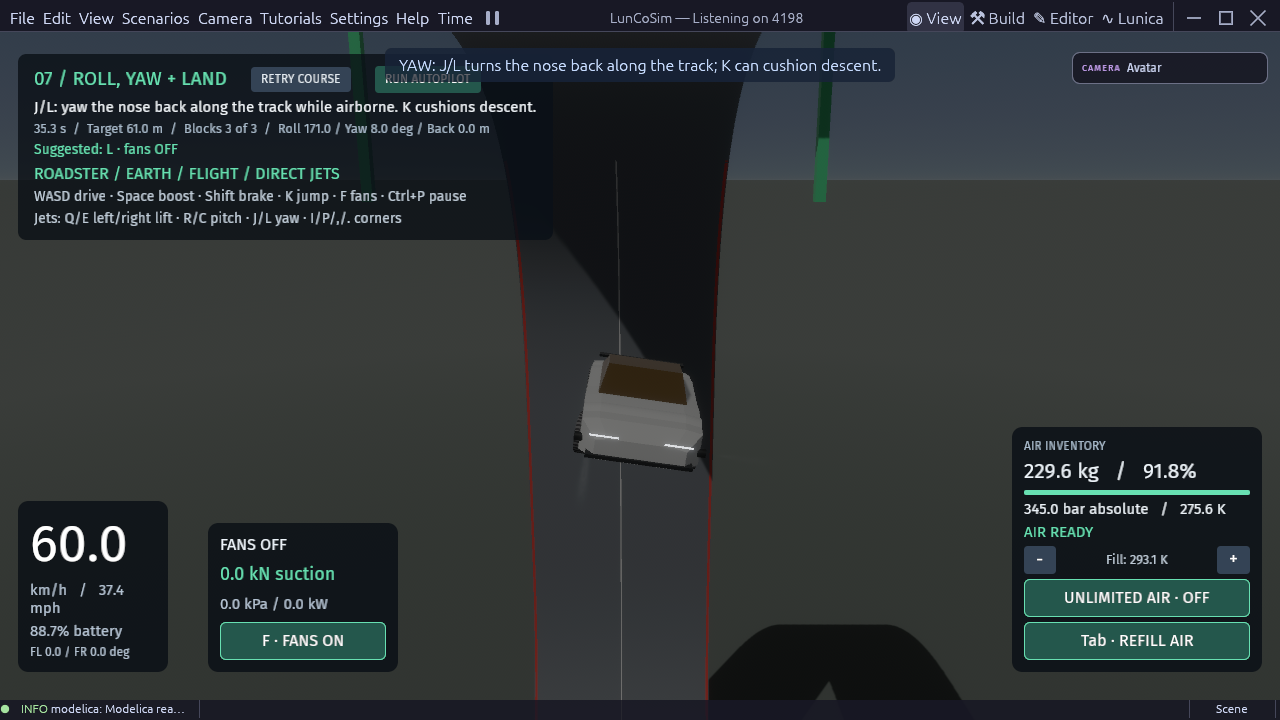 File Edit View Scenarios Camera Tutorials Settings Help Time
LunCoSim — Listening on 4198
View Build Editor Lunica
07 / ROLL, YAW + LAND
RETRY COURSE
RUN AUTOPILOT
YAW: J/L turns the nose back along the track; K can cushion descent.
CAMERA Avatar
J/L: yaw the nose back along the track while airborne. K cushions descent.
35.3 s / Target 61.0 m / Blocks 3 of 3 / Roll 171.0 / Yaw 8.0 deg / Back 0.0 m
Suggested: L · fans OFF
ROADSTER / EARTH / FLIGHT / DIRECT JETS
WASD drive · Space boost · Shift brake · K jump · F fans · Ctrl+P pause
Jets: Q/E left/right lift · R/C pitch · J/L yaw · I/P/,/. corners
60.0
km/h / 37.4
mph
88.7% battery
FL 0.0 / FR 0.0 deg
FANS OFF
0.0 kN suction
0.0 kPa / 0.0 kW
F · FANS ON
AIR INVENTORY
229.6 kg / 91.8%
345.0 bar absolute / 275.6 K
AIR READY
- Fill: 293.1 K +
UNLIMITED AIR · OFF
Tab · REFILL AIR
INFO modelica: Modelica rea...
Scene